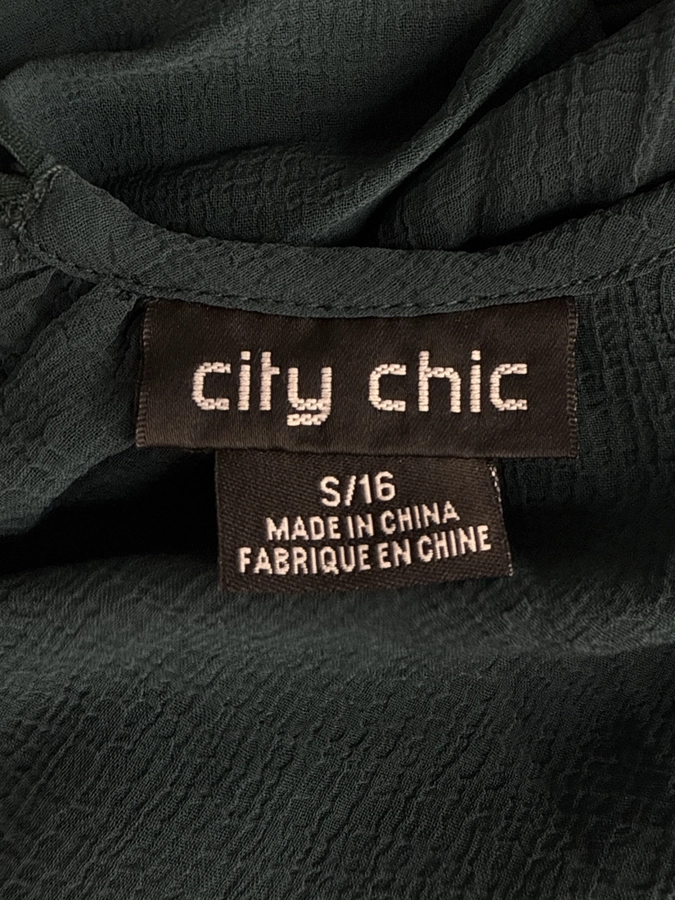 city chic
S/16
MADE IN CHINA
FABRIQUE EN CHINE